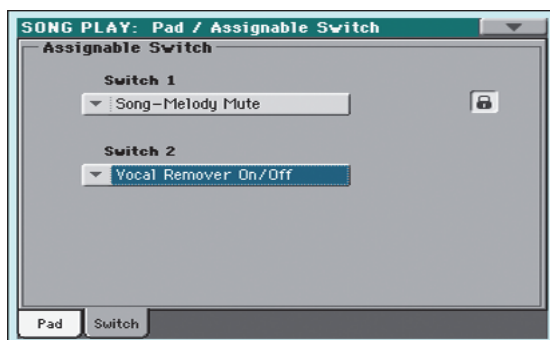 SONG PLAY: Pad / Assignable Switch
Assignable Switch
Switch 1
Song-Melody Mute
Switch 2
Vocal Remover On/Off
Pad Switch